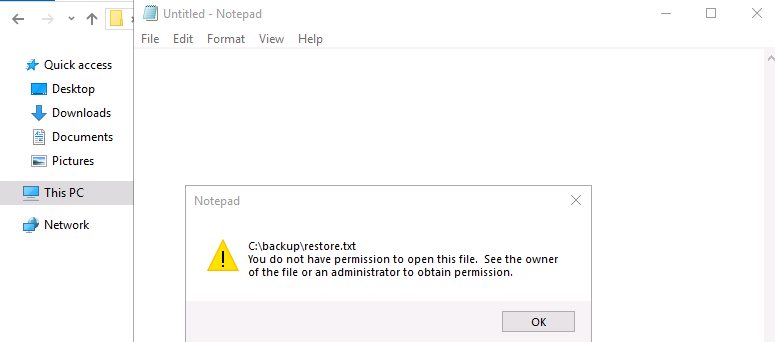 Untitled - Notepad
File Edit Format View Help
Quick access
Desktop
Downloads
Documents
Pictures
This PC
Network
Notepad
C:\backup\restore.txt
You do not have permission to open this file.  See the owner
of the file or an administrator to obtain permission.
OK